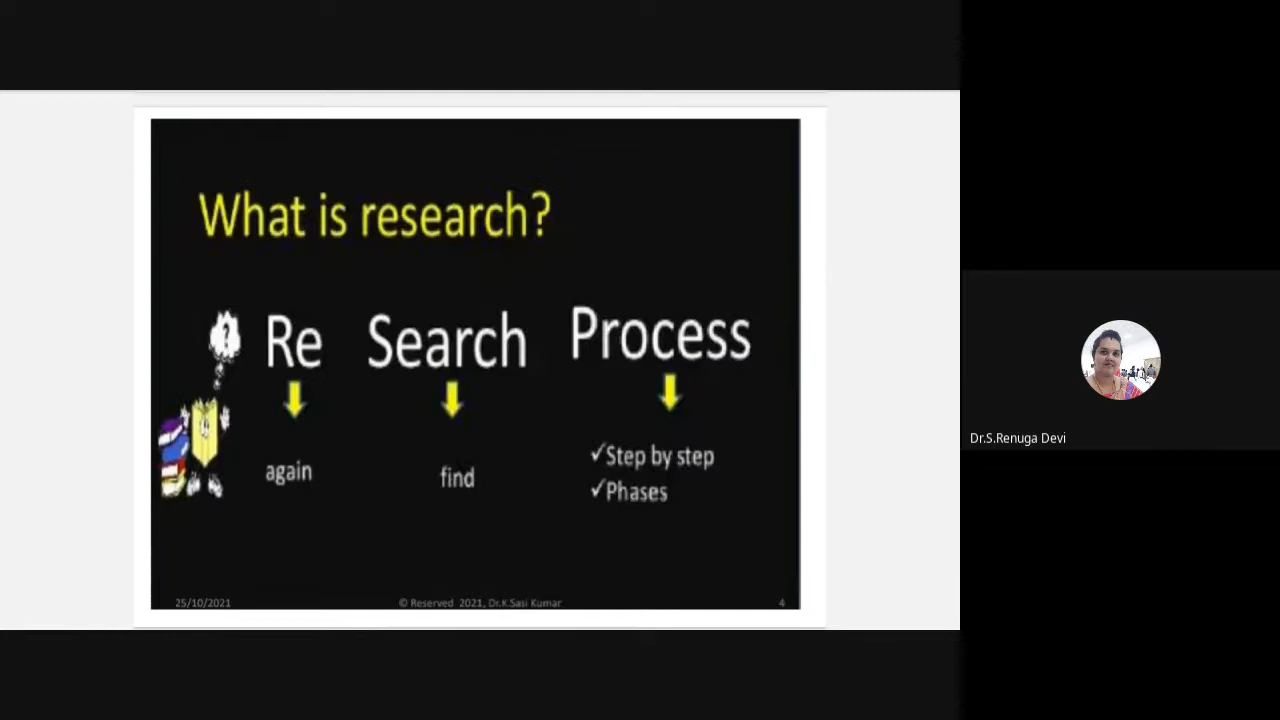 What is research?
?
Re Search Process
again find
✓Step by step
✓Phases
25/10/2021 © Reserved 2021, Dr.K.Sasi Kumar 4
Dr.S.Renuga Devi